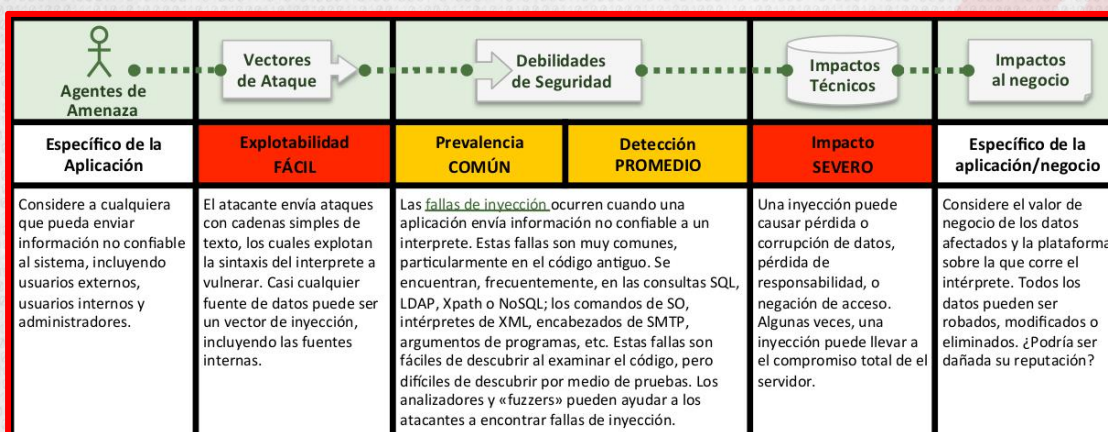 Agentes de
Amenaza
Vectores
de Ataque
Debilidades
de Seguridad
Impactos
Técnicos
Impactos
al negocio
Específico de la
Aplicación
Explotabilidad
FÁCIL
Prevalencia
COMÚN
Detección
PROMEDIO
Impacto
SEVERO
Específico de la
aplicación/negocio
Considere a cualquiera
que pueda enviar
información no confiable
al sistema, incluyendo
usuarios externos,
usuarios internos y
administradores.
El atacante envía ataques
con cadenas simples de
texto, los cuales explotan
la sintaxis del interprete a
vulnerar. Casi cualquier
fuente de datos puede ser
un vector de inyección,
incluyendo las fuentes
internas.
Las fallas de inyección ocurren cuando una
aplicación envía información no confiable a un
interprete. Estas fallas son muy comunes,
particularmente en el código antiguo. Se
encuentran, frecuentemente, en las consultas SQL,
LDAP, Xpath o NoSQL; los comandos de SO,
intérpretes de XML, encabezados de SMTP,
argumentos de programas, etc. Estas fallas son
fáciles de descubrir al examinar el código, pero
difíciles de descubrir por medio de pruebas. Los
analizadores y «fuzzers» pueden ayudar a los
atacantes a encontrar fallas de inyección.
Una inyección puede
causar pérdida o
corrupción de datos,
pérdida de
responsabilidad, o
negación de acceso.
Algunas veces, una
inyección puede llevar a
el compromiso total de el
servidor.
Considere el valor de
negocio de los datos
afectados y la plataforma
sobre la que corre el
intérprete. Todos los
datos pueden ser
robados, modificados o
eliminados. ¿Podría ser
dañada su reputación?